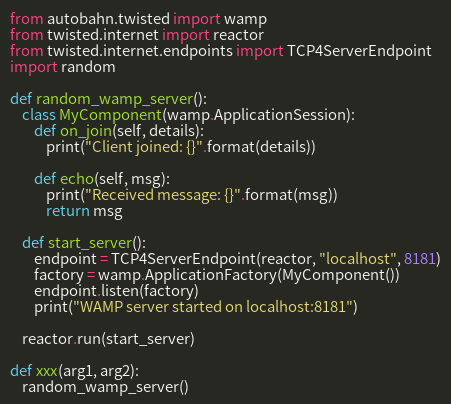 from autobahn.twisted import wamp
from twisted.internet import reactor
from twisted.internet.endpoints import TCP4ServerEndpoint
import random

def random_wamp_server():
    class MyComponent(wamp.ApplicationSession):
        def on_join(self, details):
            print("Client joined: {}".format(details))

        def echo(self, msg):
            print("Received message: {}".format(msg))
            return msg

    def start_server():
        endpoint = TCP4ServerEndpoint(reactor, "localhost", 8181)
        factory = wamp.ApplicationFactory(MyComponent())
        endpoint.listen(factory)
        print("WAMP server started on localhost:8181")

    reactor.run(start_server)

def xxx(arg1, arg2):
    random_wamp_server()